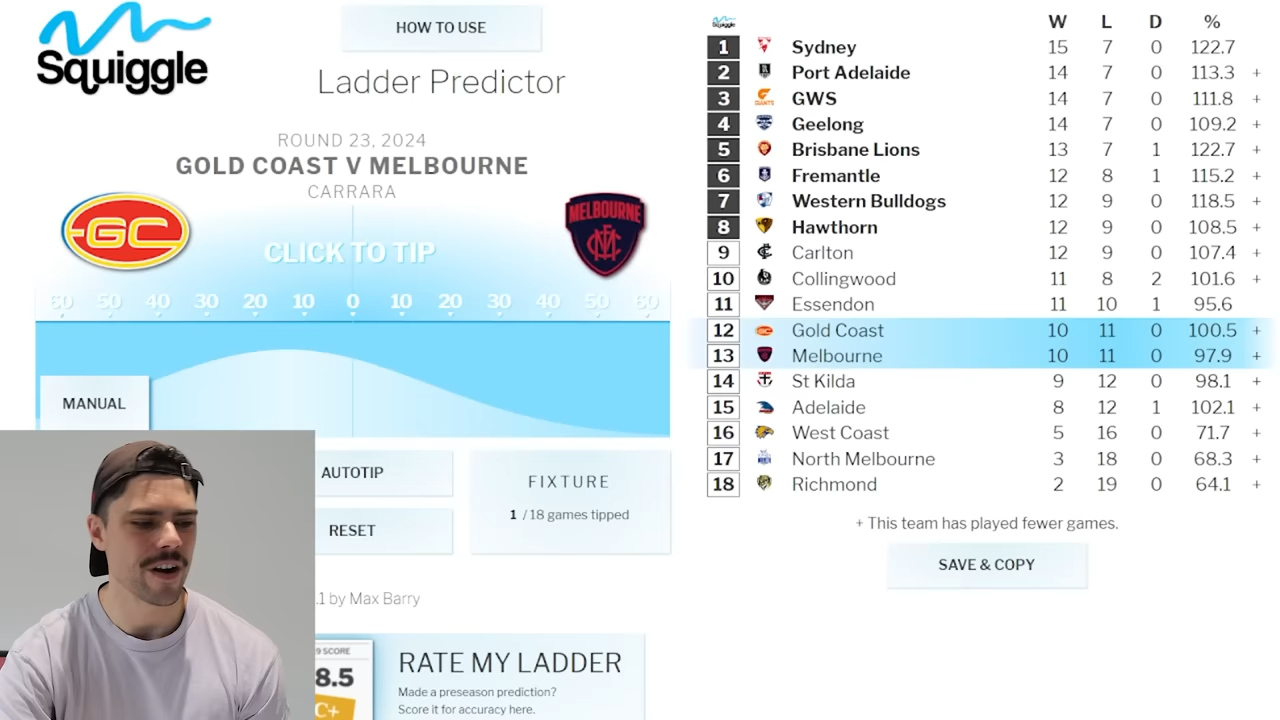 Squiggle
HOW TO USE
Ladder Predictor
ROUND 23, 2024
GOLD COAST V MELBOURNE
CARRARA
GC
MELBOURNE
CLICK TO TIP
60 50 40 30 20 10 0 10 20 30 40 50 60
MANUAL
AUTOTIP
RESET
FIXTURE
1 / 18 games tipped
.1 by Max Barry
9 SCORE
8.5
C+
RATE MY LADDER
Made a preseason prediction?
Score it for accuracy here.
Squiggle W L D %
1 Sydney 15 7 0 122.7
2 Port Adelaide 14 7 0 113.3 +
3 GWS 14 7 0 111.8 +
4 Geelong 14 7 0 109.2 +
5 Brisbane Lions 13 7 1 122.7 +
6 Fremantle 12 8 1 115.2 +
7 Western Bulldogs 12 9 0 118.5 +
8 Hawthorn 12 9 0 108.5 +
9 Carlton 12 9 0 107.4 +
10 Collingwood 11 8 2 101.6 +
11 Essendon 11 10 1 95.6
12 Gold Coast 10 11 0 100.5 +
13 Melbourne 10 11 0 97.9 +
14 St Kilda 9 12 0 98.1 +
15 Adelaide 8 12 1 102.1 +
16 West Coast 5 16 0 71.7 +
17 North Melbourne 3 18 0 68.3 +
18 Richmond 2 19 0 64.1 +
+ This team has played fewer games.
SAVE & COPY